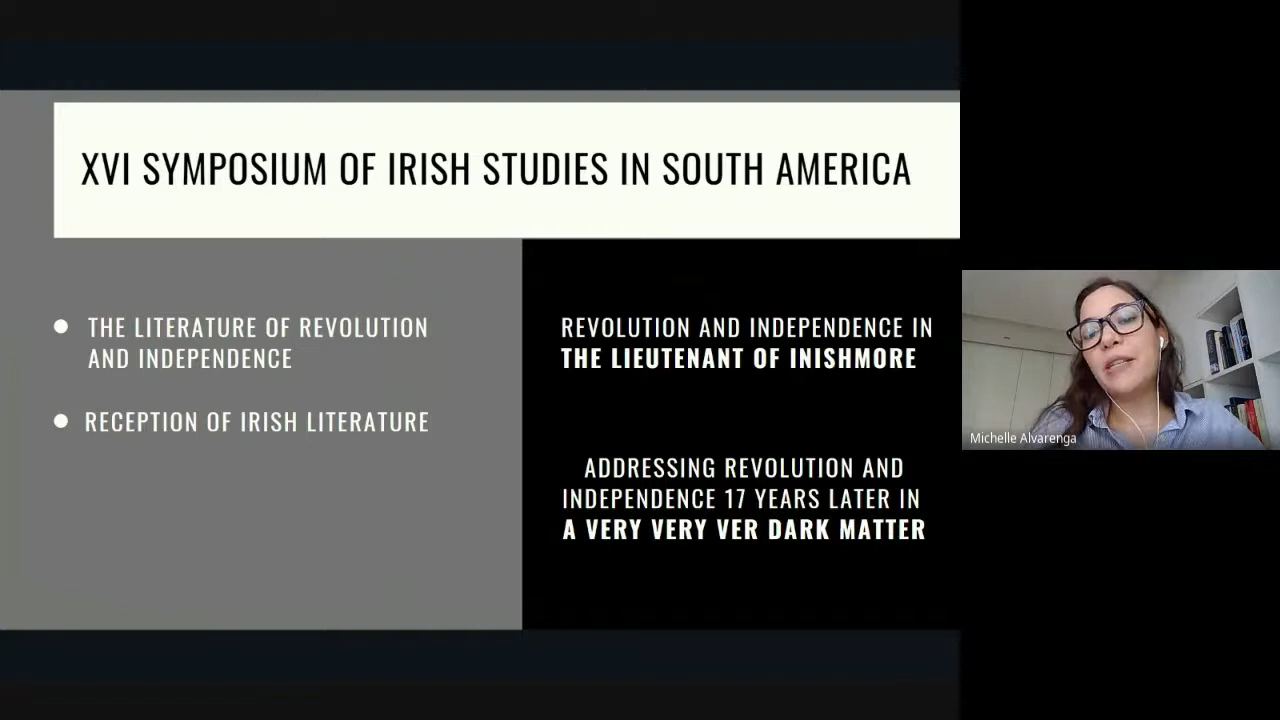 XVI SYMPOSIUM OF IRISH STUDIES IN SOUTH AMERICA
THE LITERATURE OF REVOLUTION
AND INDEPENDENCE
RECEPTION OF IRISH LITERATURE
REVOLUTION AND INDEPENDENCE IN
THE LIEUTENANT OF INISHMORE
ADDRESSING REVOLUTION AND
INDEPENDENCE 17 YEARS LATER IN
A VERY VERY VER DARK MATTER
Michelle Alvarenga